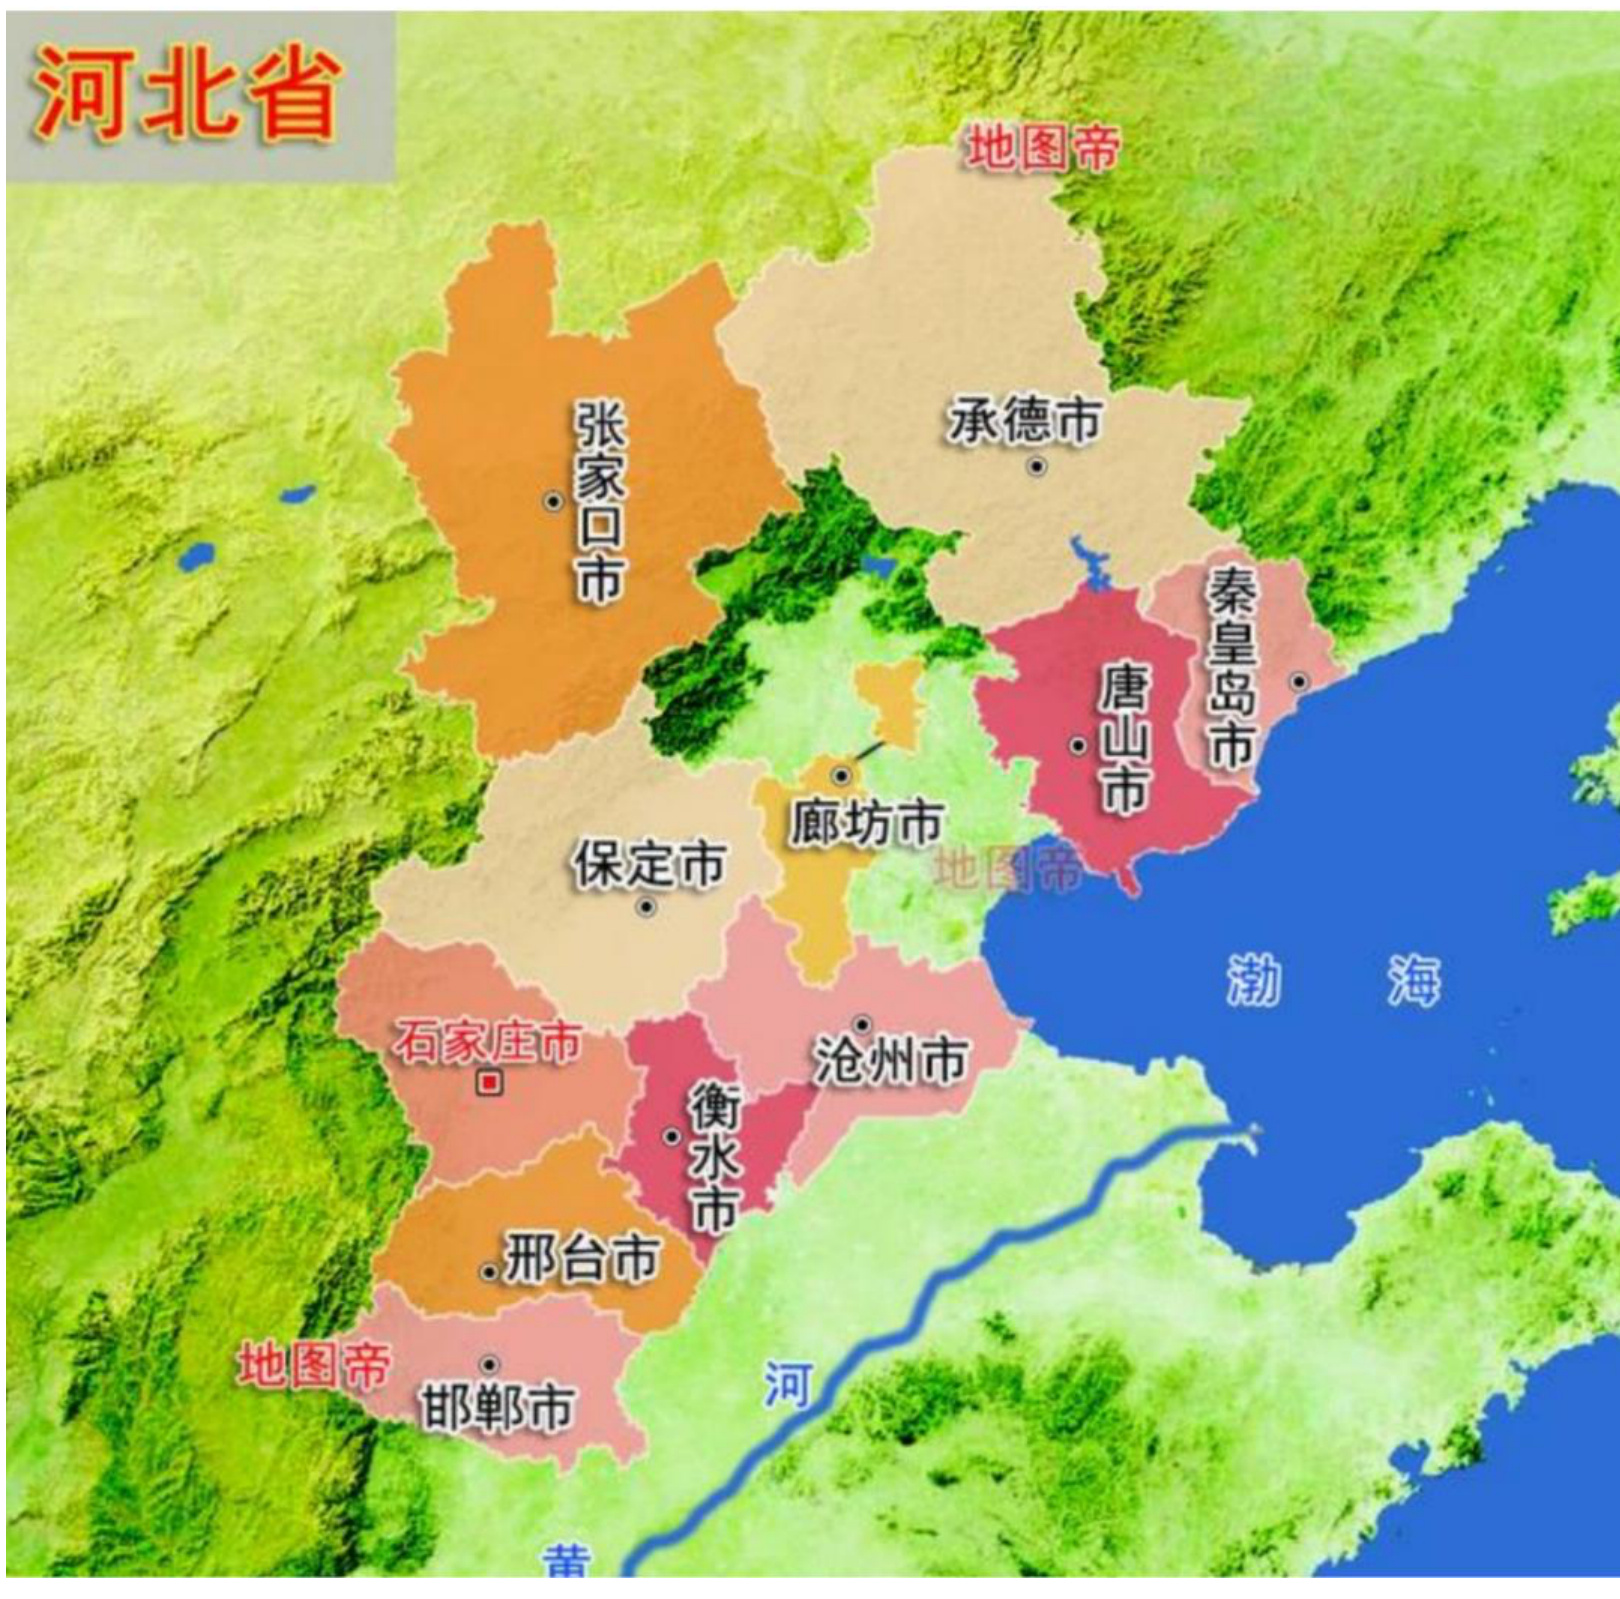 河北省
地图帝
张家口市
承德市
秦皇岛市
唐山市
廊坊市
保定市
地图帝
渤海
石家庄市
沧州市
衡水市
邢台市
地图帝
邯郸市
河
黄